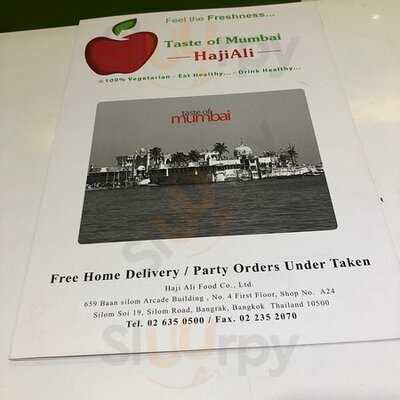 Feel the Freshness...
Taste of Mumbai
HajiAli
100% Vegetarian - Eat Healthy... - Drink Healthy...
taste of
mumbai
Free Home Delivery / Party Orders Under Taken
Haji Ali Food Co., Ltd.
659 Baan silom Arcade Building , No. 4 First Floor, Shop No. A24
Silom Soi 19, Silom Road, Bangrak, Bangkok Thailand 10500
Tel. 02 635 0500 / Fax. 02 235 2070
Sluurpy